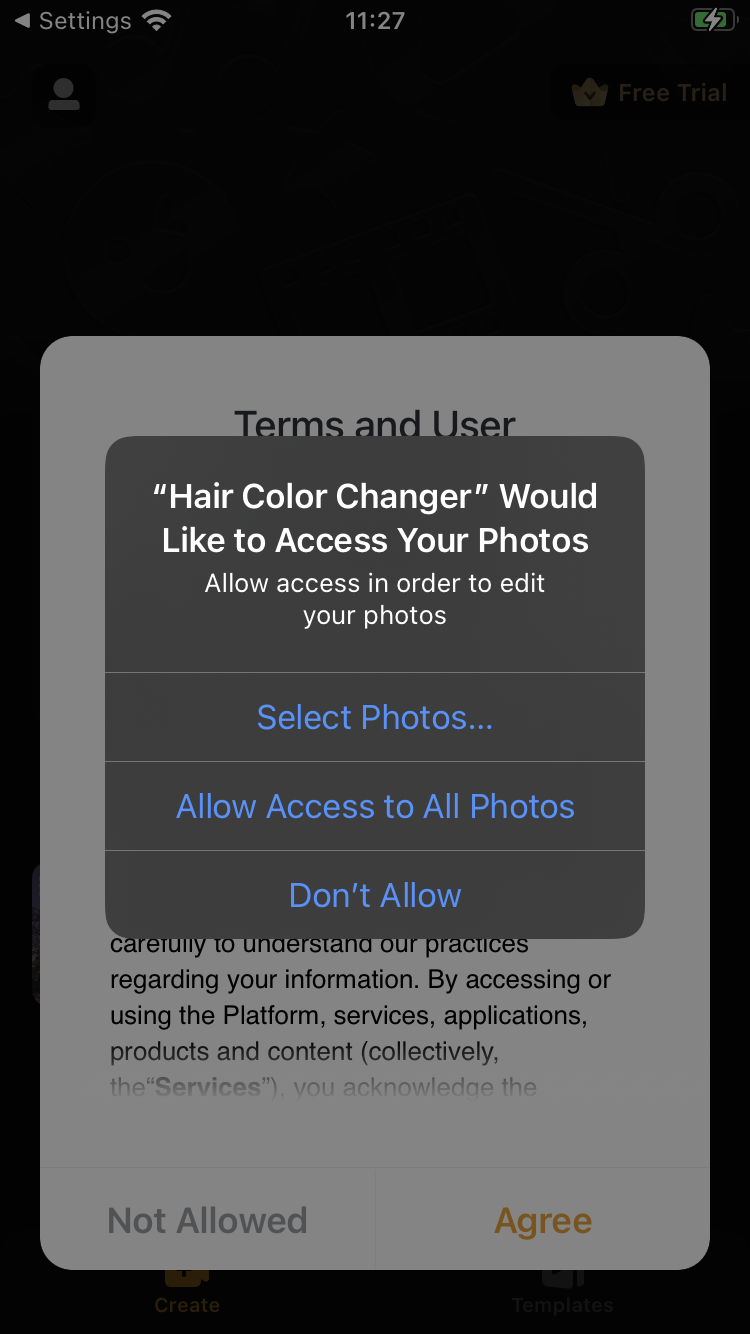 Settings
11:27
Free Trial
Terms and User
“Hair Color Changer” Would
Like to Access Your Photos
Allow access in order to edit
your photos
Select Photos...
Allow Access to All Photos
Don’t Allow
carefully to understand our practices
regarding your information. By accessing or
using the Platform, services, applications,
products and content (collectively,
the“Services”), you acknowledge the
Not Allowed
Agree
Create
Templates